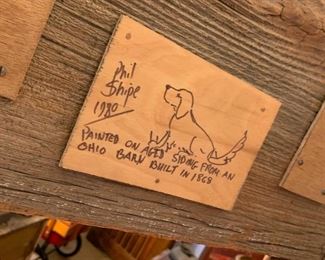 Phil
Shipe
1980
PAINTED ON AGED SIDING FROM AN
OHIO BARN BUILT IN 1868